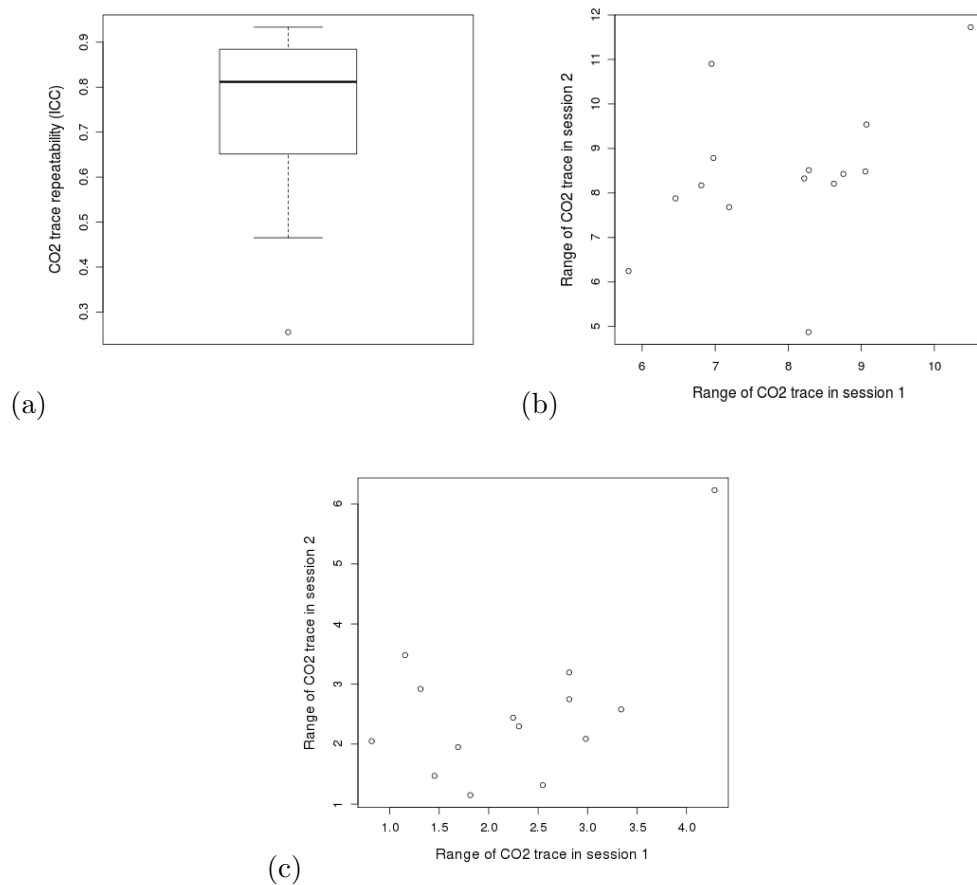 CO2 trace repeatability (ICC)
0.3 0.4 0.5 0.6 0.7 0.8 0.9
(a)
Range of CO2 trace in session 2
5 6 7 8 9 10 11 12
6 7 8 9 10
Range of CO2 trace in session 1
(b)
Range of CO2 trace in session 2
1 2 3 4 5 6
1.0 1.5 2.0 2.5 3.0 3.5 4.0
Range of CO2 trace in session 1
(c)